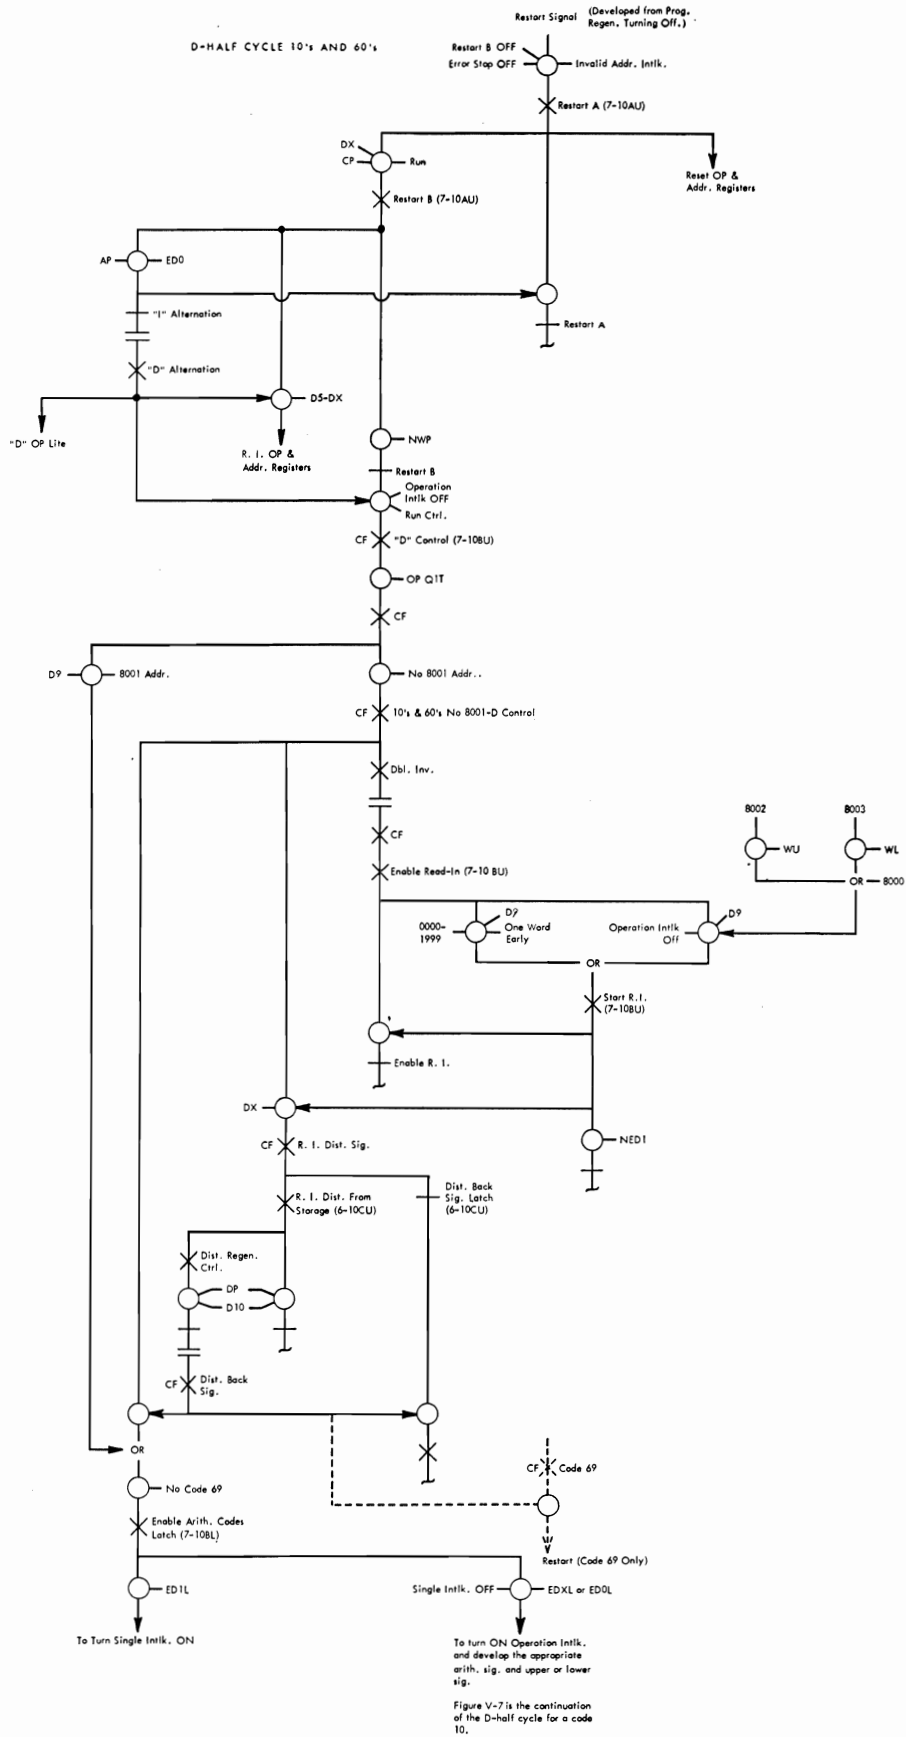 Restart Signal
(Developed from Prog.
Regen. Turning Off.)
D-HALF CYCLE 10's AND 60's
Restart B OFF
Error Stop OFF
Invalid Addr. Intlk.
Restart A (7-10AU)
DX
CP
Run
Reset OP &
Addr. Registers
Restart B (7-10AU)
AP
ED0
"I" Alternation
Restart A
"D" Alternation
D5-DX
"D" OP Lite
R. I. OP &
Addr. Registers
NWP
Restart B
Operation
Intlk OFF
Run Ctrl.
CF
"D" Control (7-10BU)
OP Q1T
CF
D9
8001 Addr.
No 8001 Addr..
CF
10's & 60's No 8001-D Control
Dbl. Inv.
8002
8003
CF
WU
WL
Enable Read-In (7-10 BU)
OR
8000
0000-
1999
D9
One Word
Early
Operation Intlk
Off
D9
OR
Start R.I.
(7-10BU)
Enable R. I.
DX
CF
R. I. Dist. Sig.
NED1
R. I. Dist. From
Storage (6-10CU)
Dist. Back
Sig. Latch
(6-10CU)
Dist. Regen.
Ctrl.
DP
D10
CF
Dist. Back
Sig.
OR
CF
Code 69
No Code 69
Enable Arith. Codes
Latch (7-10BL)
Restart (Code 69 Only)
ED1L
Single Intlk. OFF
EDXL or ED0L
To Turn Single Intlk. ON
To turn ON Operation Intlk.
and develop the appropriate
arith. sig. and upper or lower
sig.
Figure V-7 is the continuation
of the D-half cycle for a code
10.